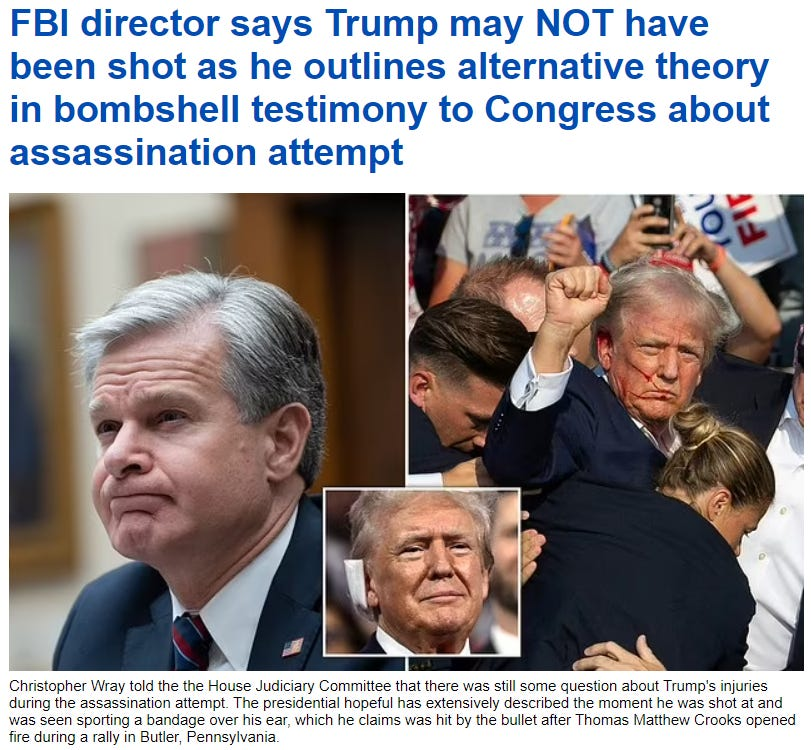 FBI director says Trump may NOT have
been shot as he outlines alternative theory
in bombshell testimony to Congress about
assassination attempt
Christopher Wray told the the House Judiciary Committee that there was still some question about Trump's injuries
during the assassination attempt. The presidential hopeful has extensively described the moment he was shot at and
was seen sporting a bandage over his ear, which he claims was hit by the bullet after Thomas Matthew Crooks opened
fire during a rally in Butler, Pennsylvania.